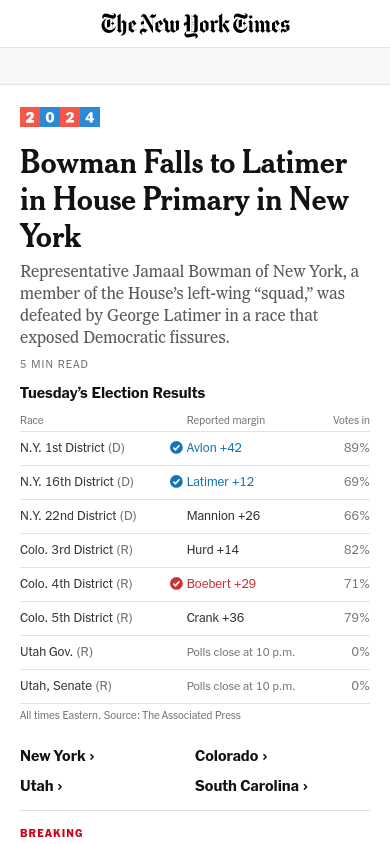 The New York Times
2024
Bowman Falls to Latimer
in House Primary in New
York
Representative Jamaal Bowman of New York, a
member of the House’s left-wing “squad,” was
defeated by George Latimer in a race that
exposed Democratic fissures.
5 MIN READ
Tuesday’s Election Results
Race Reported margin Votes in
N.Y. 1st District (D) Avlon +42 89%
N.Y. 16th District (D) Latimer +12 69%
N.Y. 22nd District (D) Mannion +26 66%
Colo. 3rd District (R) Hurd +14 82%
Colo. 4th District (R) Boebert +29 71%
Colo. 5th District (R) Crank +36 79%
Utah Gov. (R) Polls close at 10 p.m. 0%
Utah, Senate (R) Polls close at 10 p.m. 0%
All times Eastern. Source: The Associated Press
New York › Colorado ›
Utah › South Carolina ›
BREAKING